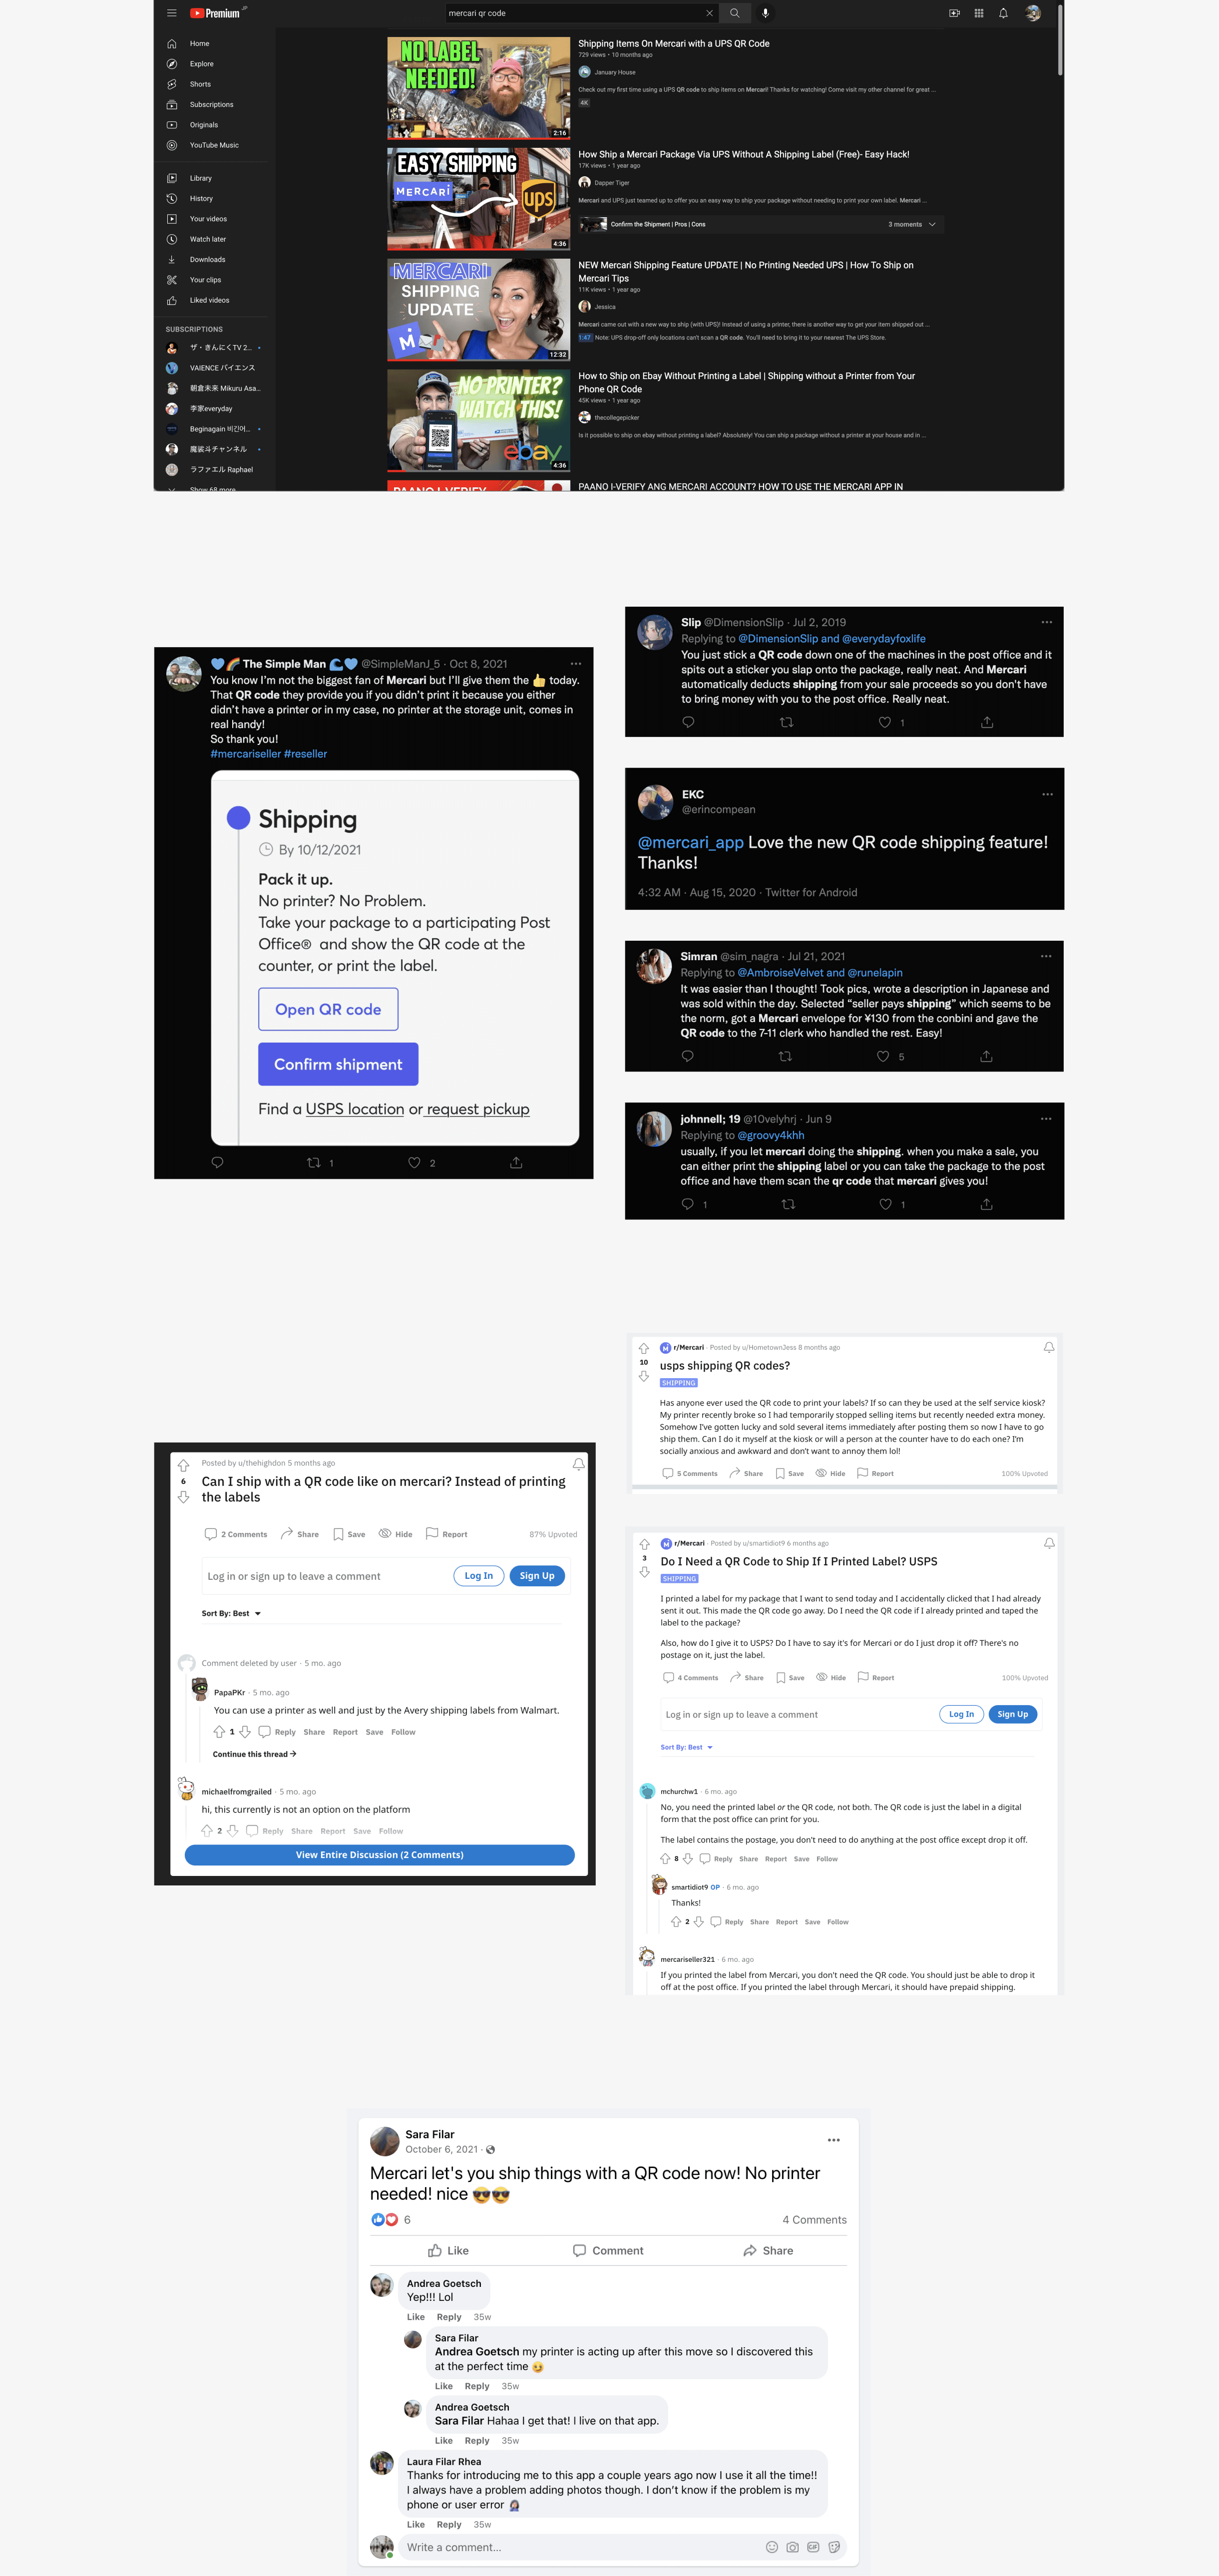 Premium JP
mercari qr code
Home
Explore
Shorts
Subscriptions
Originals
YouTube Music
Library
History
Your videos
Watch later
Downloads
Your clips
Liked videos
SUBSCRIPTIONS
ザ・きんにくTV 2...
VAIENCE バイエンス
朝倉未来 Mikuru Asa...
李家everyday
Beginagain 비긴어...
魔裟斗チャンネル
ラファエル Raphael
Show 68 more
NO LABEL
NEEDED!
2:16
Shipping Items On Mercari with a UPS QR Code
729 views • 10 months ago
January House
Check out my first time using a UPS QR code to ship items on Mercari! Thanks for watching! Come visit my other channel for great ...
4K
EASY SHIPPING
MERCARI
ups
4:36
How Ship a Mercari Package Via UPS Without A Shipping Label (Free)- Easy Hack!
17K views • 1 year ago
Dapper Tiger
Mercari and UPS just teamed up to offer you an easy way to ship your package without needing to print your own label. Mercari ...
Confirm the Shipment | Pros | Cons
3 moments
MERCARI
SHIPPING
UPDATE
12:32
NEW Mercari Shipping Feature UPDATE | No Printing Needed UPS | How To Ship on
Mercari Tips
11K views • 1 year ago
Jessica
Mercari came out with a new way to ship (with UPS)! Instead of using a printer, there is another way to get your item shipped out ...
1:47 Note: UPS drop-off only locations can't scan a QR code. You'll need to bring it to your nearest The UPS Store.
NO PRINTER?
WATCH THIS!
ebay
4:36
How to Ship on Ebay Without Printing a Label | Shipping without a Printer from Your
Phone QR Code
45K views • 1 year ago
thecollegepicker
Is it possible to ship on ebay without printing a label? Absolutely! You can ship a package without a printer at your house and in ...
PAANO I-VERIFY
PAANO I-VERIFY ANG MERCARI ACCOUNT? HOW TO USE THE MERCARI APP IN
💙🌈 The Simple Man 🌊💙 @SimpleManJ_5 · Oct 8, 2021
You know I'm not the biggest fan of Mercari but I'll give them the 👍 today.
That QR code they provide you if you didn't print it because you either
didn't have a printer or in my case, no printer at the storage unit, comes in
real handy!
So thank you!
#mercariseller #reseller
Shipping
By 10/12/2021
Pack it up.
No printer? No Problem.
Take your package to a participating Post
Office® and show the QR code at the
counter, or print the label.
Open QR code
Confirm shipment
Find a USPS location or request pickup
1
2
Slip @DimensionSlip · Jul 2, 2019
Replying to @DimensionSlip and @everydayfoxlife
You just stick a QR code down one of the machines in the post office and it
spits out a sticker you slap onto the package, really neat. And Mercari
automatically deducts shipping from your sale proceeds so you don't have
to bring money with you to the post office. Really neat.
1
EKC
@erincompean
@mercari_app Love the new QR code shipping feature!
Thanks!
4:32 AM · Aug 15, 2020 · Twitter for Android
Simran @sim_nagra · Jul 21, 2021
Replying to @AmbroiseVelvet and @runelapin
It was easier than I thought! Took pics, wrote a description in Japanese and
was sold within the day. Selected "seller pays shipping" which seems to be
the norm, got a Mercari envelope for ¥130 from the conbini and gave the
QR code to the 7-11 clerk who handled the rest. Easy!
5
johnnell; 19 @10velyhrj · Jun 9
Replying to @groovy4khh
usually, if you let mercari doing the shipping. when you make a sale, you
can either print the shipping label or you can take the package to the post
office and have them scan the qr code that mercari gives you!
1
1
Posted by u/thehighdon 5 months ago
6
Can I ship with a QR code like on mercari? Instead of printing
the labels
2 Comments Share Save Hide Report 87% Upvoted
Log in or sign up to leave a comment Log In Sign Up
Sort By: Best
Comment deleted by user · 5 mo. ago
PapaPKr · 5 mo. ago
You can use a printer as well and just by the Avery shipping labels from Walmart.
1 Reply Share Report Save Follow
Continue this thread →
michaelfromgrailed · 5 mo. ago
hi, this currently is not an option on the platform
2 Reply Share Report Save Follow
View Entire Discussion (2 Comments)
r/Mercari · Posted by u/HometownJess 8 months ago
10
usps shipping QR codes?
SHIPPING
Has anyone ever used the QR code to print your labels? If so can they be used at the self service kiosk?
My printer recently broke so I had temporarily stopped selling items but recently needed extra money.
Somehow I've gotten lucky and sold several items immediately after posting them so now I have to go
ship them. Can I do it myself at the kiosk or will a person at the counter have to do each one? I'm
socially anxious and awkward and don't want to annoy them lol!
5 Comments Share Save Hide Report 100% Upvoted
r/Mercari · Posted by u/smartidiot9 6 months ago
3
Do I Need a QR Code to Ship If I Printed Label? USPS
SHIPPING
I printed a label for my package that I want to send today and I accidentally clicked that I had already
sent it out. This made the QR code go away. Do I need the QR code if I already printed and taped the
label to the package?
Also, how do I give it to USPS? Do I have to say it's for Mercari or do I just drop it off? There's no
postage on it, just the label.
4 Comments Share Save Hide Report 100% Upvoted
Log in or sign up to leave a comment Log In Sign Up
Sort By: Best
mchurchw1 · 6 mo. ago
No, you need the printed label or the QR code, not both. The QR code is just the label in a digital
form that the post office can print for you.
The label contains the postage, you don't need to do anything at the post office except drop it off.
8 Reply Share Report Save Follow
smartidiot9 OP · 6 mo. ago
Thanks!
2 Reply Share Report Save Follow
mercariseller321 · 6 mo. ago
If you printed the label from Mercari, you don't need the QR code. You should just be able to drop it
off at the post office. If you printed the label through Mercari, it should have prepaid shipping.
Sara Filar
October 6, 2021 ·
Mercari let's you ship things with a QR code now! No printer
needed! nice 😎😎
6 4 Comments
Like Comment Share
Andrea Goetsch
Yep!!! Lol
Like Reply 35w
Sara Filar
Andrea Goetsch my printer is acting up after this move so I discovered this
at the perfect time 😏
Like Reply 35w
Andrea Goetsch
Sara Filar Hahaa I get that! I live on that app.
Like Reply 35w
Laura Filar Rhea
Thanks for introducing me to this app a couple years ago now I use it all the time!!
I always have a problem adding photos though. I don't know if the problem is my
phone or user error 🤦🏼‍♀️
Like Reply 35w
Write a comment...
GIF